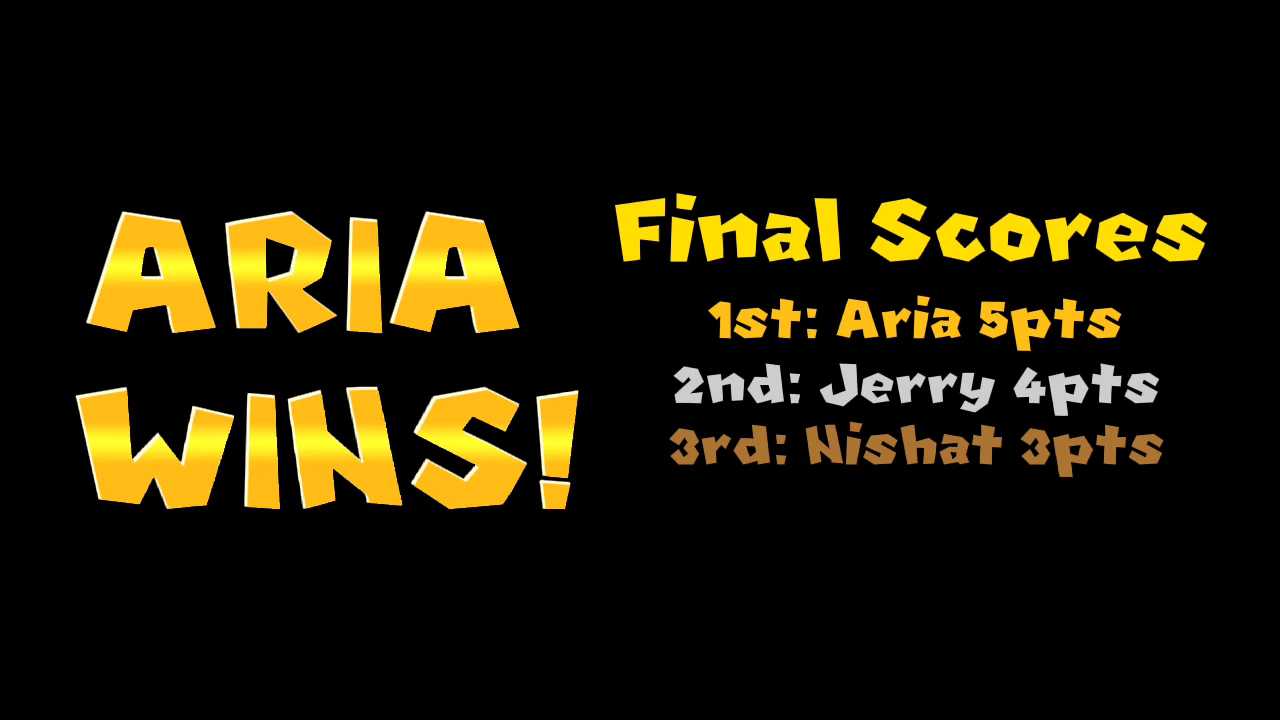 ARIA
WINS!
Final Scores
1st: Aria 5pts
2nd: Jerry 4pts
3rd: Nishat 3pts